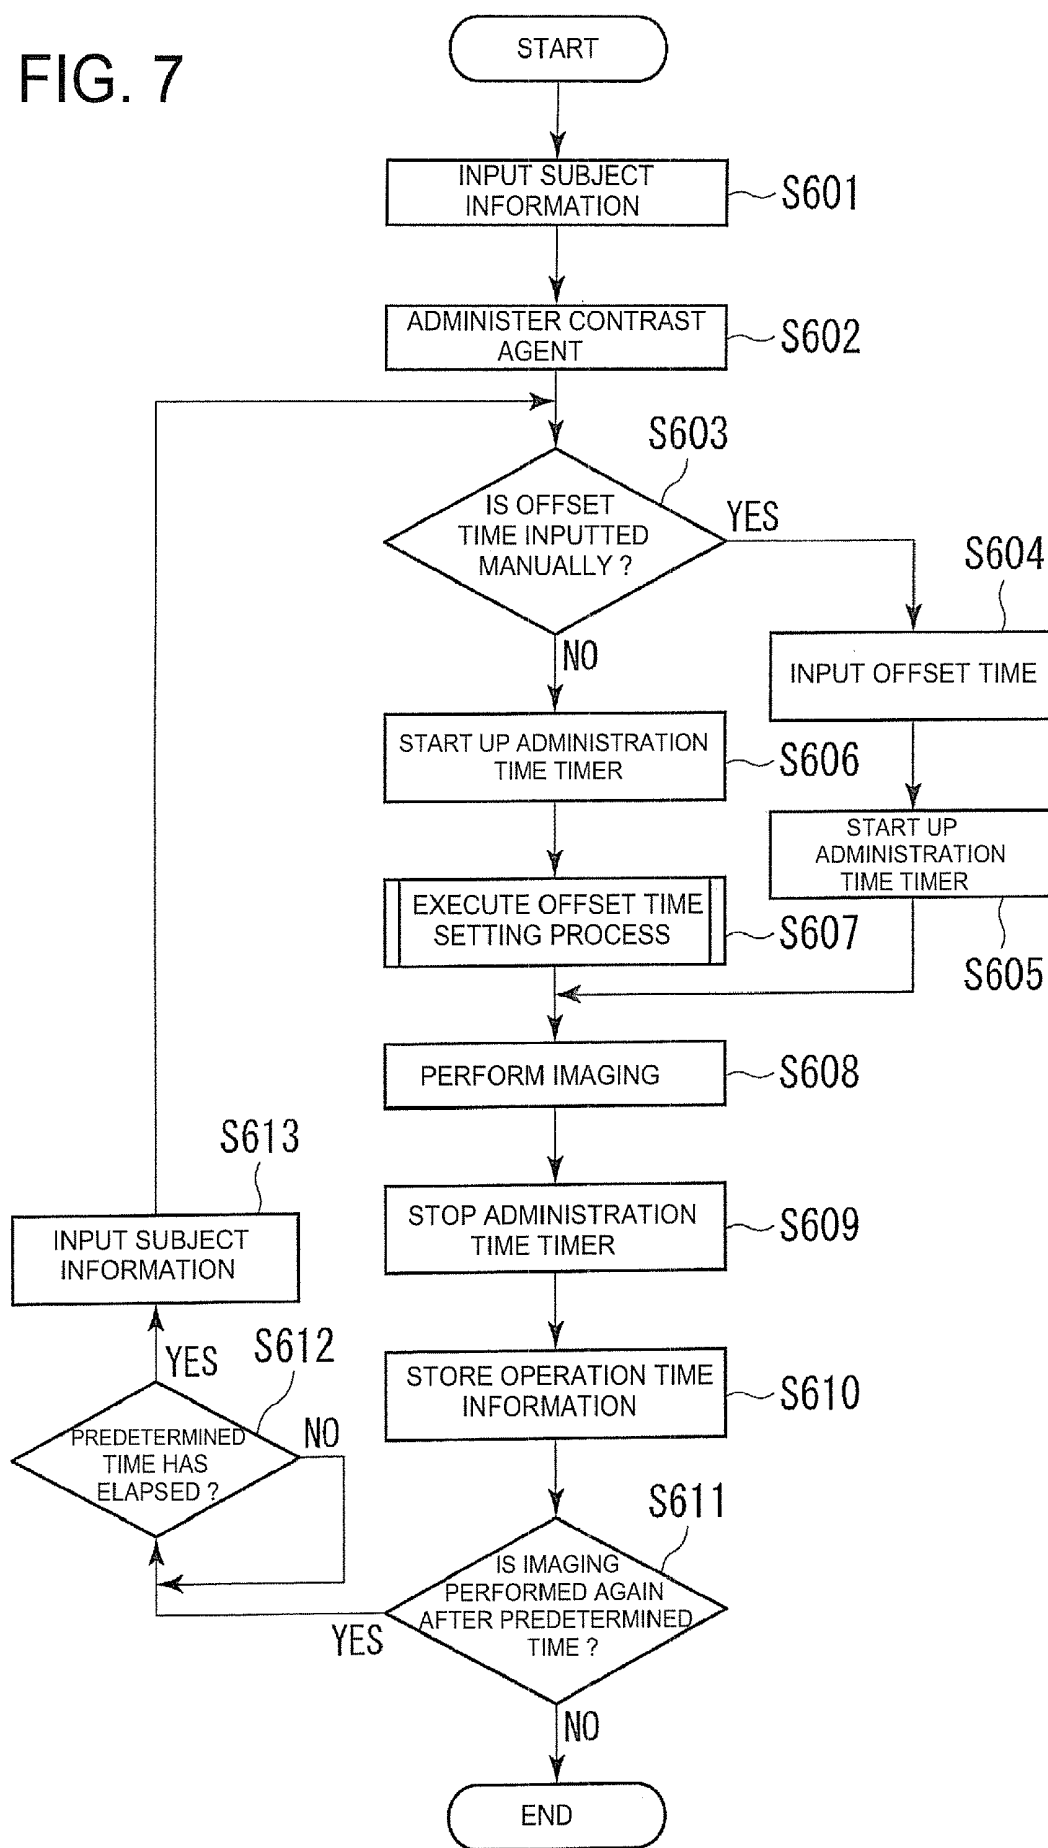 FIG. 7
START
INPUT SUBJECT
INFORMATION
S601
ADMINISTER CONTRAST
AGENT
S602
S603
IS OFFSET
TIME INPUTTED
MANUALLY ?
YES
NO
S604
INPUT OFFSET TIME
START UP
ADMINISTRATION
TIME TIMER
S605
START UP ADMINISTRATION
TIME TIMER
S606
EXECUTE OFFSET TIME
SETTING PROCESS
S607
PERFORM IMAGING
S608
STOP ADMINISTRATION
TIME TIMER
S609
STORE OPERATION TIME
INFORMATION
S610
S611
IS IMAGING
PERFORMED AGAIN
AFTER PREDETERMINED
TIME ?
YES
NO
S612
PREDETERMINED
TIME HAS
ELAPSED ?
NO
YES
S613
INPUT SUBJECT
INFORMATION
END